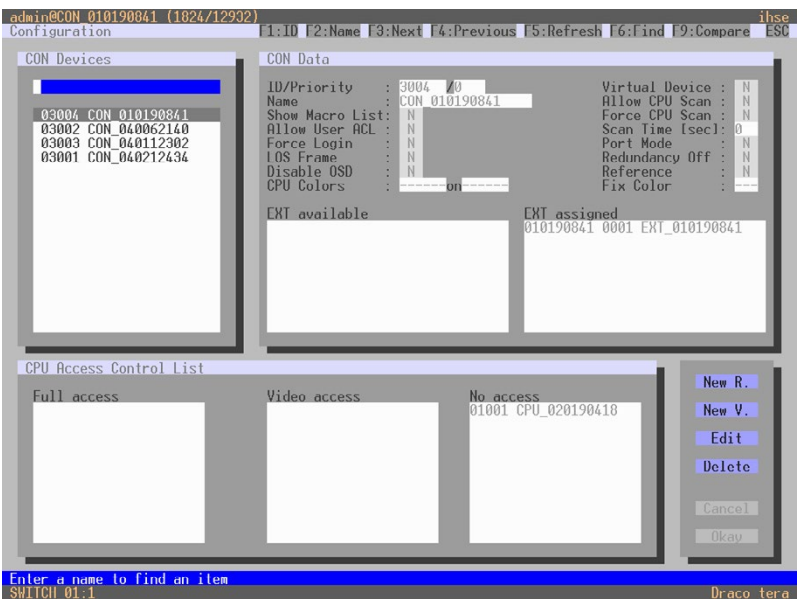 admin@CON_010190841 (1824/12932) ihse
Configuration F1:ID F2:Name F3:Next F4:Previous F5:Refresh F6:Find F9:Compare ESC
CON Devices
03004 CON_010190841
03002 CON_040062140
03003 CON_040112302
03001 CON_040212434
CON Data
ID/Priority : 3004 /0 Virtual Device : N
Name : CON_010190841 Allow CPU Scan : N
Show Macro List: N Force CPU Scan : N
Allow User ACL : N Scan Time [sec]: 0
Force Login : N Port Mode : N
LOS Frame : N Redundancy Off : N
Disable OSD : N Reference : N
CPU Colors : ------on------ Fix Color : ---
EXT available
EXT assigned
010190841 0001 EXT_010190841
CPU Access Control List
Full access
Video access
No access
01001 CPU_020190418
New R.
New V.
Edit
Delete
Cancel
Okay
Enter a name to find an item
SWITCH 01:1 Draco tera